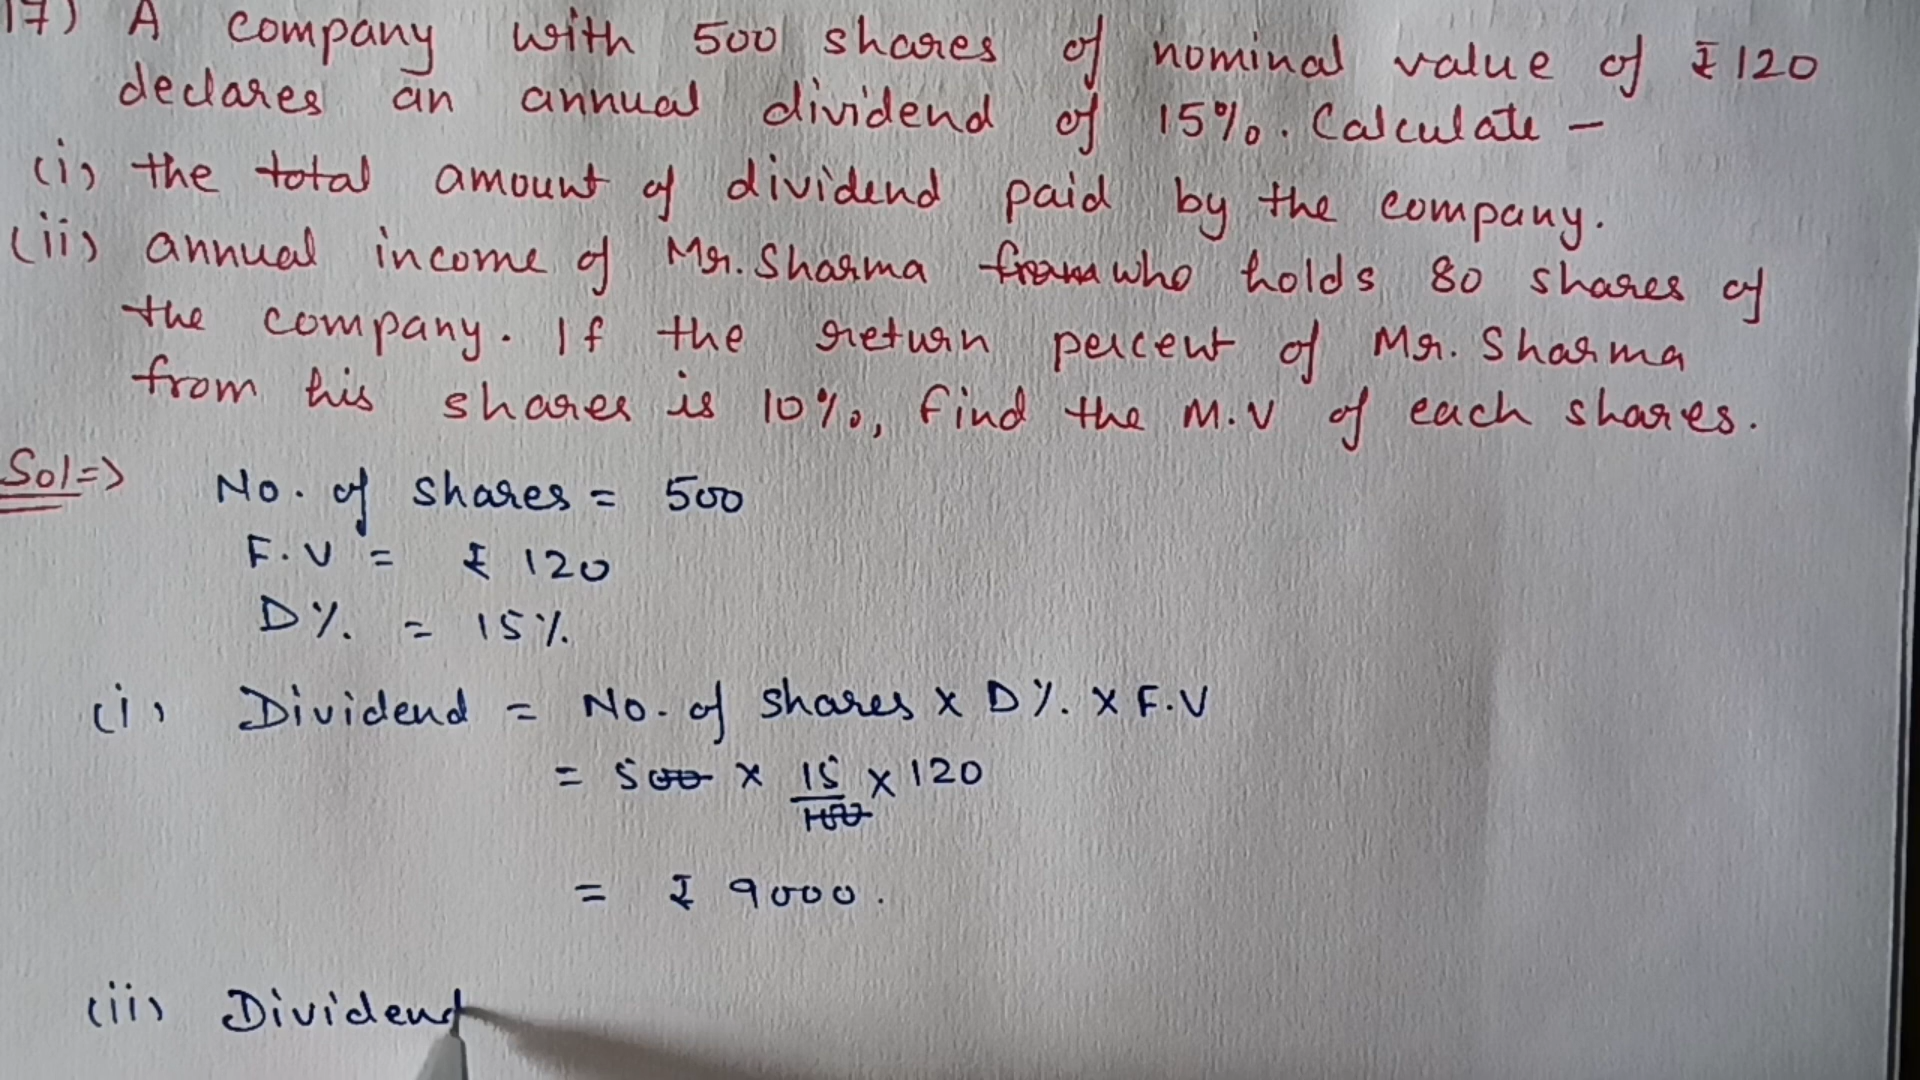 17) A company with 500 shares of nominal value of ₹120
declares an annual dividend of 15%. Calculate -
(i) the total amount of dividend paid by the company.
(ii) annual income of Mr. Sharma from who holds 80 shares of
the company. If the return percent of Mr. Sharma
from his shares is 10%, find the M.V of each shares.
Sol=> No. of shares = 500
F.V = ₹ 120
D% = 15%
(i) Dividend = No. of shares x D% x F.V
= 500 x 15/100 x 120
= ₹ 9000.
(ii) Dividend